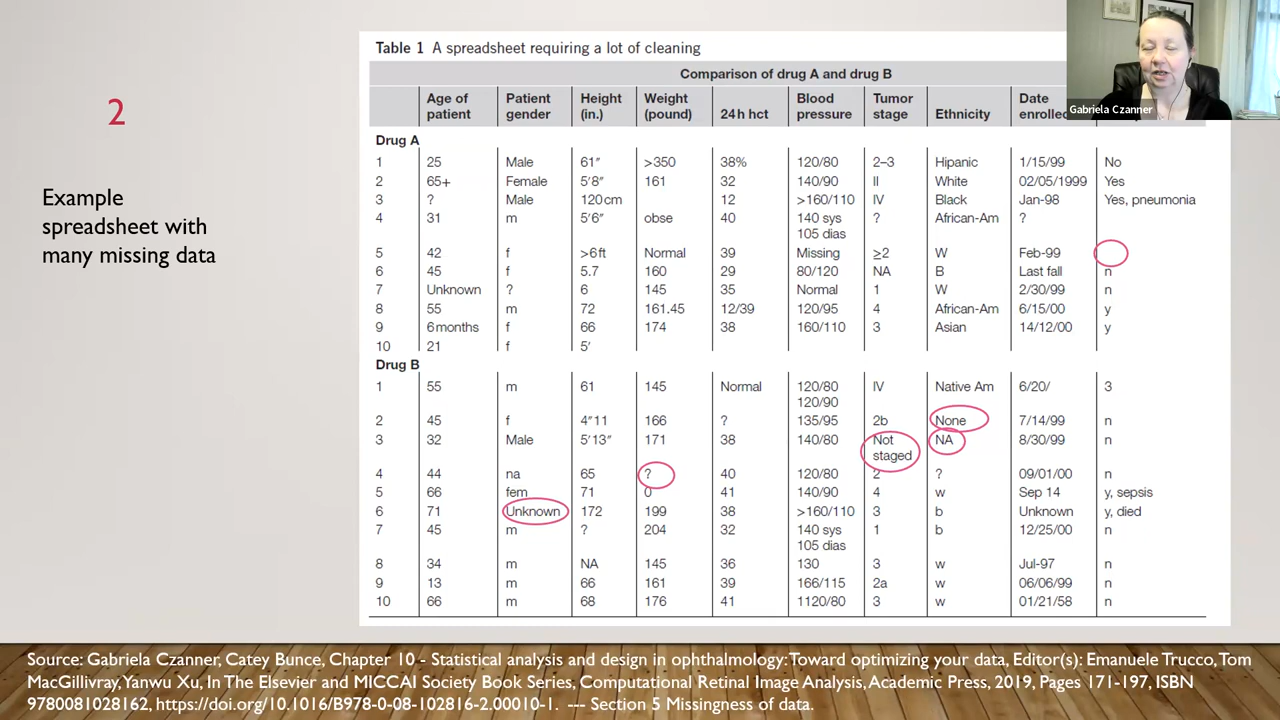 2
Example
spreadsheet with
many missing data
Table 1 A spreadsheet requiring a lot of cleaning
Comparison of drug A and drug B
Age of patient Patient gender Height (in.) Weight (pound) 24h hct Blood pressure Tumor stage Ethnicity Date enrolled
Gabriela Czanner
Drug A
1 25 Male 61″ >350 38% 120/80 2–3 Hipanic 1/15/99 No
2 65+ Female 5′8″ 161 32 140/90 II White 02/05/1999 Yes
3 ? Male 120cm 12 >160/110 IV Black Jan-98 Yes, pneumonia
4 31 m 5′6″ obse 40 140 sys 105 dias ? African-Am ?
5 42 f >6ft Normal 39 Missing ≥2 W Feb-99
6 45 f 5.7 160 29 80/120 NA B Last fall n
7 Unknown ? 6 145 35 Normal 1 W 2/30/99 n
8 55 m 72 161.45 12/39 120/95 4 African-Am 6/15/00 y
9 6months f 66 174 38 160/110 3 Asian 14/12/00 y
10 21 f 5′
Drug B
1 55 m 61 145 Normal 120/80 120/90 IV Native Am 6/20/ 3
2 45 f 4″11 166 ? 135/95 2b None 7/14/99 n
3 32 Male 5′13″ 171 38 140/80 Not staged NA 8/30/99 n
4 44 na 65 ? 40 120/80 2 ? 09/01/00 n
5 66 fem 71 0 41 140/90 4 w Sep 14 y, sepsis
6 71 Unknown 172 199 38 >160/110 3 b Unknown y, died
7 45 m ? 204 32 140 sys 105 dias 1 b 12/25/00 n
8 34 m NA 145 36 130 3 w Jul-97 n
9 13 m 66 161 39 166/115 2a w 06/06/99 n
10 66 m 68 176 41 1120/80 3 w 01/21/58 n
Source: Gabriela Czanner, Catey Bunce, Chapter 10 - Statistical analysis and design in ophthalmology: Toward optimizing your data, Editor(s): Emanuele Trucco, Tom
MacGillivray, Yanwu Xu, In The Elsevier and MICCAI Society Book Series, Computational Retinal Image Analysis, Academic Press, 2019, Pages 171-197, ISBN
9780081028162, https://doi.org/10.1016/B978-0-08-102816-2.00010-1. --- Section 5 Missingness of data.